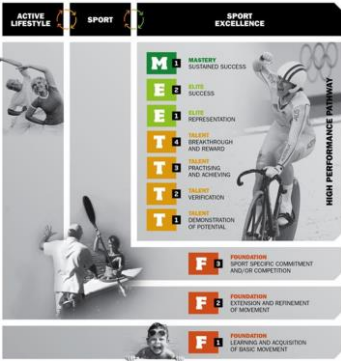 ACTIVE
LIFESTYLE
SPORT
SPORT
EXCELLENCE
M 1
MASTERY
SUSTAINED SUCCESS
E 2
ELITE
SUCCESS
E 1
ELITE
REPRESENTATION
T 4
TALENT
BREAKTHROUGH
AND REWARD
T 3
TALENT
PRACTISING
AND ACHIEVING
T 2
TALENT
VERIFICATION
T 1
TALENT
DEMONSTRATION
OF POTENTIAL
HIGH PERFORMANCE PATHWAY
F 3
FOUNDATION
SPORT SPECIFIC COMMITMENT
AND/OR COMPETITION
F 2
FOUNDATION
EXTENSION AND REFINEMENT
OF MOVEMENT
F 1
FOUNDATION
LEARNING AND ACQUISITION
OF BASIC MOVEMENT